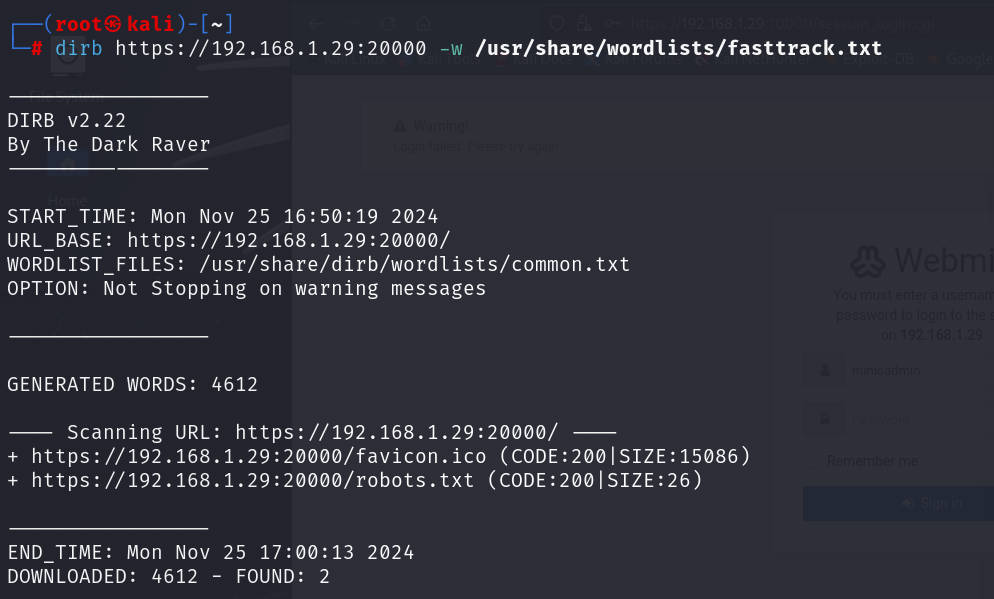 ┌──(root㉿kali)-[~]
└─# dirb https://192.168.1.29:20000 -w /usr/share/wordlists/fasttrack.txt
DIRB v2.22
By The Dark Raver
START_TIME: Mon Nov 25 16:50:19 2024
URL_BASE: https://192.168.1.29:20000/
WORDLIST_FILES: /usr/share/dirb/wordlists/common.txt
OPTION: Not Stopping on warning messages
GENERATED WORDS: 4612
---- Scanning URL: https://192.168.1.29:20000/ ----
+ https://192.168.1.29:20000/favicon.ico (CODE:200|SIZE:15086)
+ https://192.168.1.29:20000/robots.txt (CODE:200|SIZE:26)
END_TIME: Mon Nov 25 17:00:13 2024
DOWNLOADED: 4612 - FOUND: 2
File System
Home
Warning!
Login failed. Please try again.
Webmi
You must enter a usernam
password to login to the s
on 192.168.1.29
Remember me
Sign in